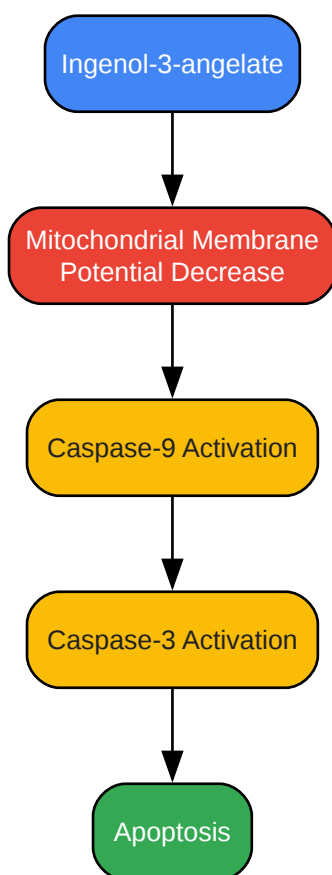 Ingenol-3-angelate
Mitochondrial Membrane
Potential Decrease
Caspase-9 Activation
Caspase-3 Activation
Apoptosis